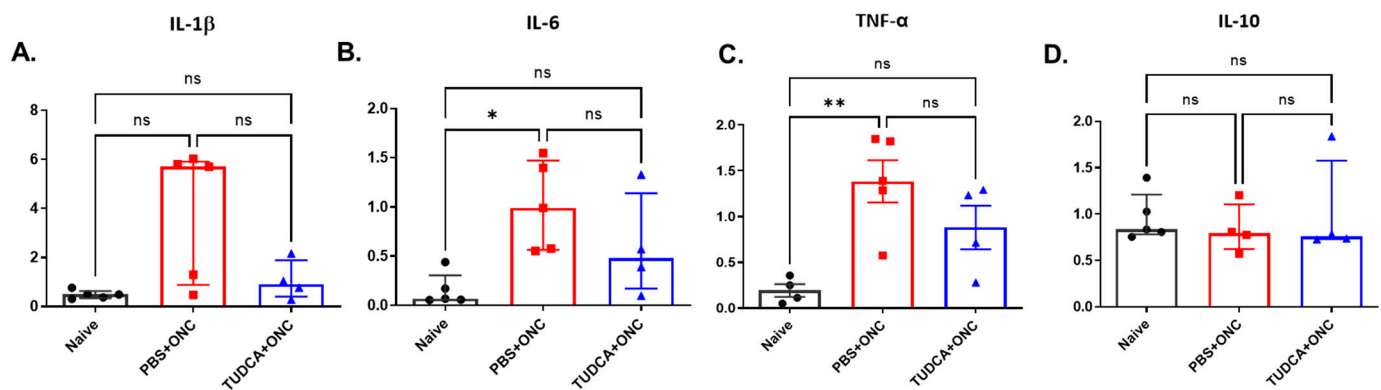 IL-1β
A.
ns
ns
ns
6
4
2
0
Naive
PBS+ONC
TUDCA+ONC
IL-6
B.
ns
*
ns
2.0
1.5
1.0
0.5
0.0
Naive
PBS+ONC
TUDCA+ONC
TNF-α
C.
ns
**
ns
2.0
1.5
1.0
0.5
0.0
Naive
PBS+ONC
TUDCA+ONC
IL-10
D.
ns
ns
ns
2.0
1.5
1.0
0.5
0.0
Naive
PBS+ONC
TUDCA+ONC